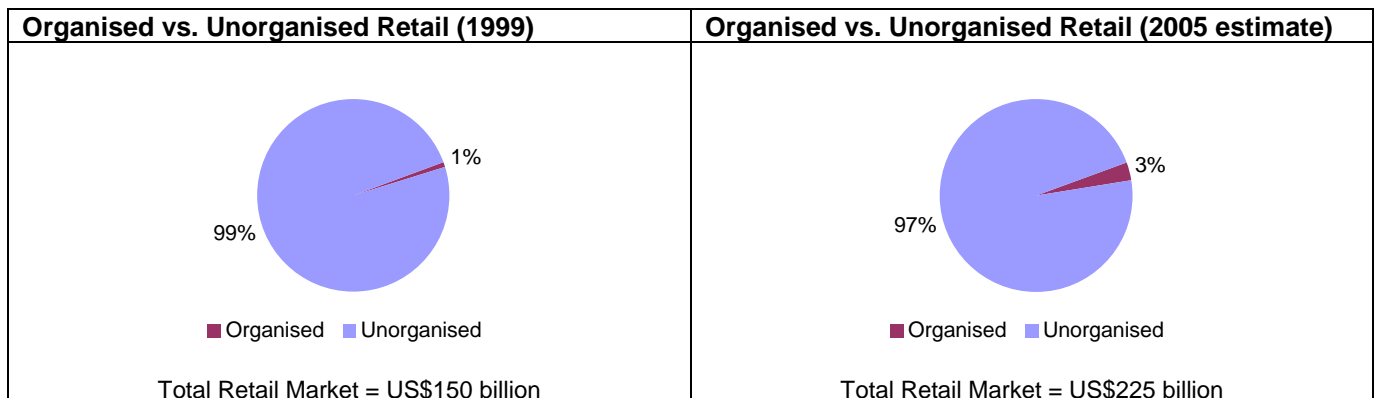 Organised vs. Unorganised Retail (1999)
1%
99%
Organised Unorganised
Total Retail Market = US$150 billion
Organised vs. Unorganised Retail (2005 estimate)
3%
97%
Organised Unorganised
Total Retail Market = US$225 billion